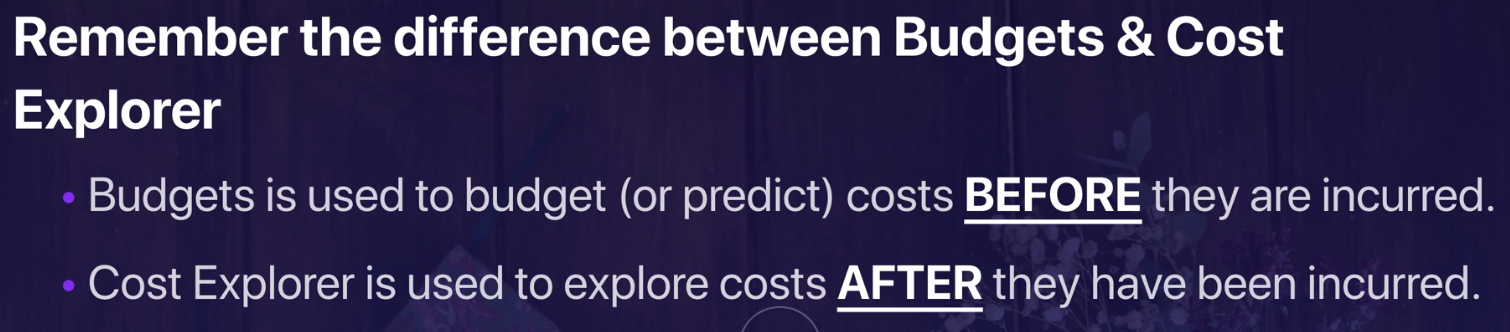 Remember the difference between Budgets & Cost
Explorer
• Budgets is used to budget (or predict) costs BEFORE they are incurred.
• Cost Explorer is used to explore costs AFTER they have been incurred.